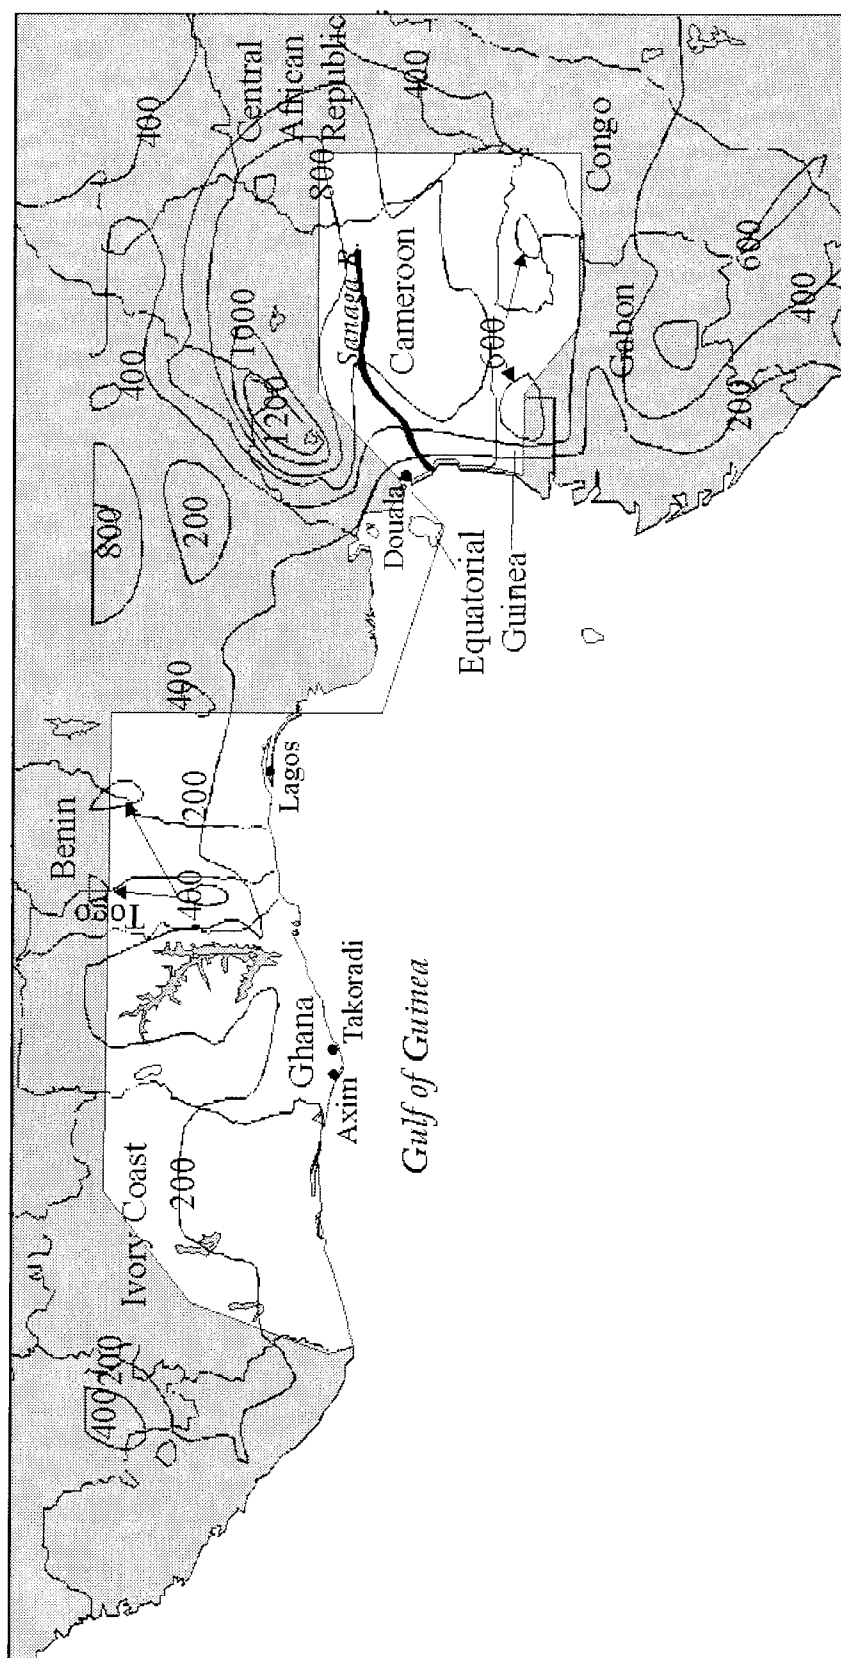 400
Central
African
Republic
400
800
1000
1200
400
800
200
400
Sanaga R.
Cameroon
600
Congo
Gabon
600
400
200
Douala
Equatorial
Guinea
Benin
200
Lagos
Togo
400
Ghana
Takoradi
Axim
Gulf of Guinea
Ivory Coast
200
200
400